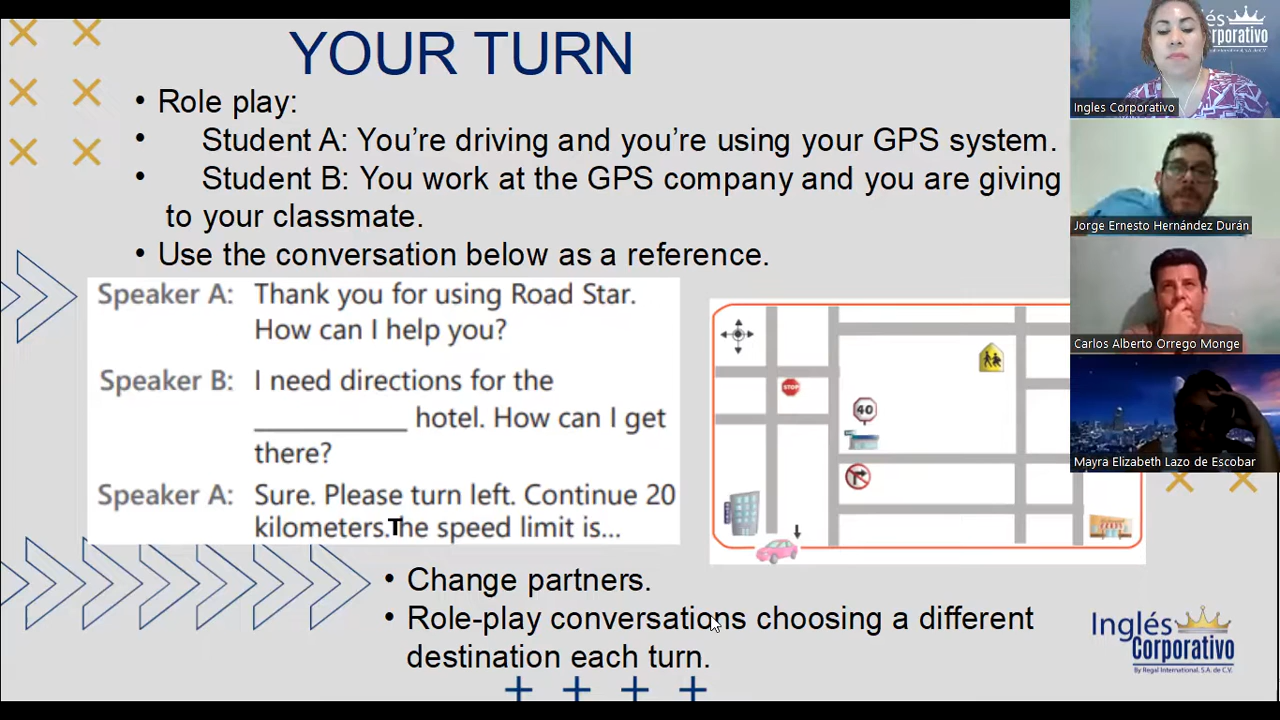 YOUR TURN
• Role play:
• Student A: You’re driving and you’re using your GPS system.
• Student B: You work at the GPS company and you are giving
to your classmate.
• Use the conversation below as a reference.
Speaker A: Thank you for using Road Star.
How can I help you?
Speaker B: I need directions for the
___________ hotel. How can I get
there?
Speaker A: Sure. Please turn left. Continue 20
kilometers.The speed limit is...
STOP
40
• Change partners.
• Role-play conversations choosing a different
destination each turn.
Inglés
Corporativo
By Regal International, S.A. de C.V.
Ingles Corporativo
Jorge Ernesto Hernández Durán
Carlos Alberto Orrego Monge
Mayra Elizabeth Lazo de Escobar